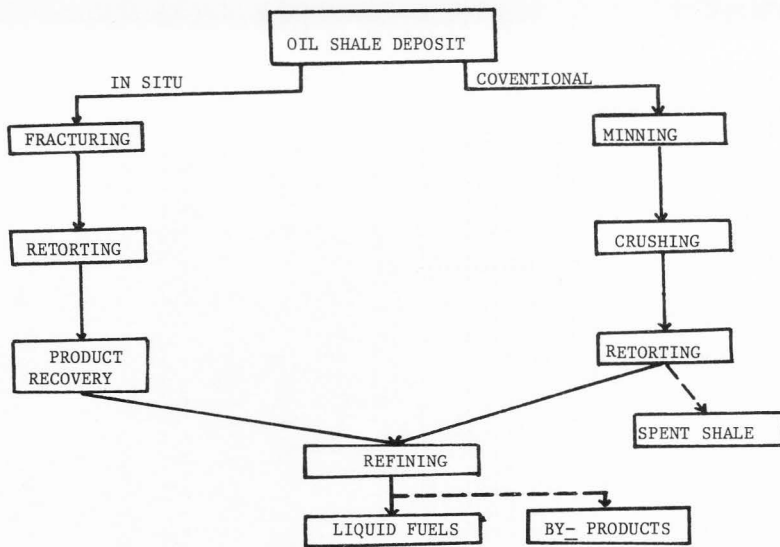 OIL SHALE DEPOSIT
IN SITU
COVENTIONAL
FRACTURING
MINNING
RETORTING
CRUSHING
PRODUCT
RECOVERY
RETORTING
SPENT SHALE
REFINING
LIQUID FUELS
BY- PRODUCTS